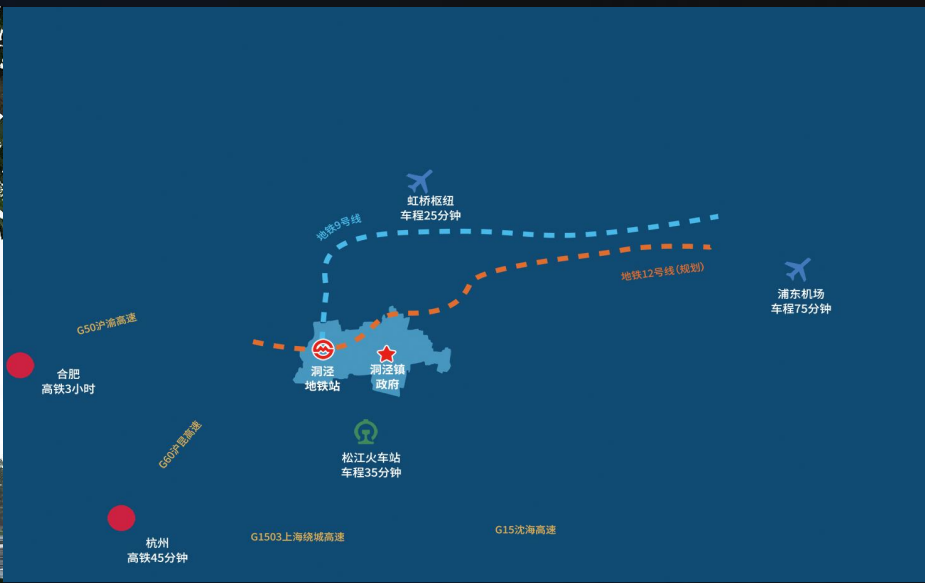 虹桥枢纽
车程25分钟
地铁9号线
地铁12号线(规划)
浦东机场
车程75分钟
G50沪渝高速
洞泾
地铁站
洞泾镇
政府
合肥
高铁3小时
G60沪昆高速
松江火车站
车程35分钟
杭州
高铁45分钟
G1503上海绕城高速
G15沈海高速